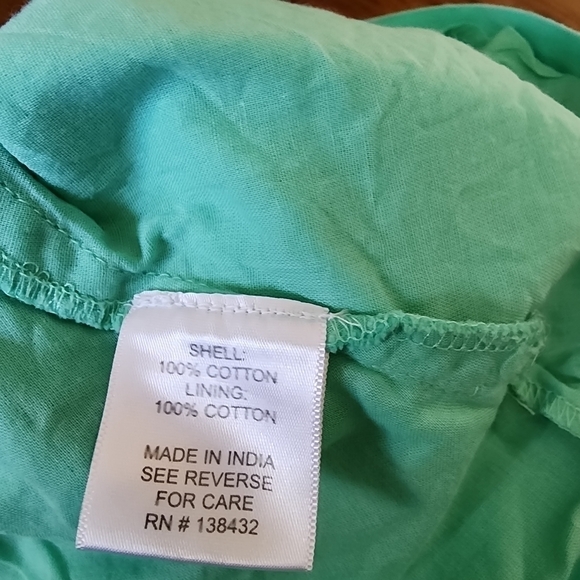 SHELL:
100% COTTON
LINING:
100% COTTON
MADE IN INDIA
SEE REVERSE
FOR CARE
RN # 138432